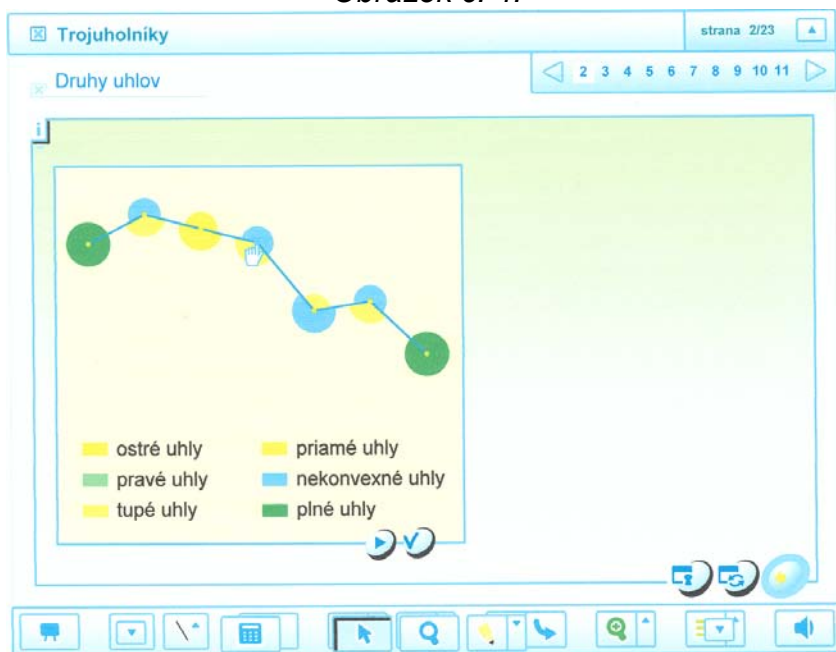 Trojuholníky
strana 2/23
Druhy uhlov
2 3 4 5 6 7 8 9 10 11
i
ostré uhly
priamé uhly
pravé uhly
nekonvexné uhly
tupé uhly
plné uhly